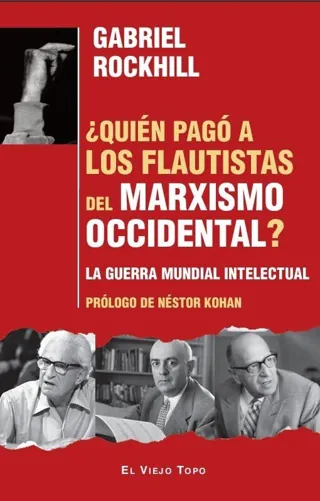 GABRIEL
ROCKHILL
¿QUIÉN PAGÓ A
LOS FLAUTISTAS
DEL MARXISMO
OCCIDENTAL?
LA GUERRA MUNDIAL INTELECTUAL
PRÓLOGO DE NÉSTOR KOHAN
EL VIEJO TOPO